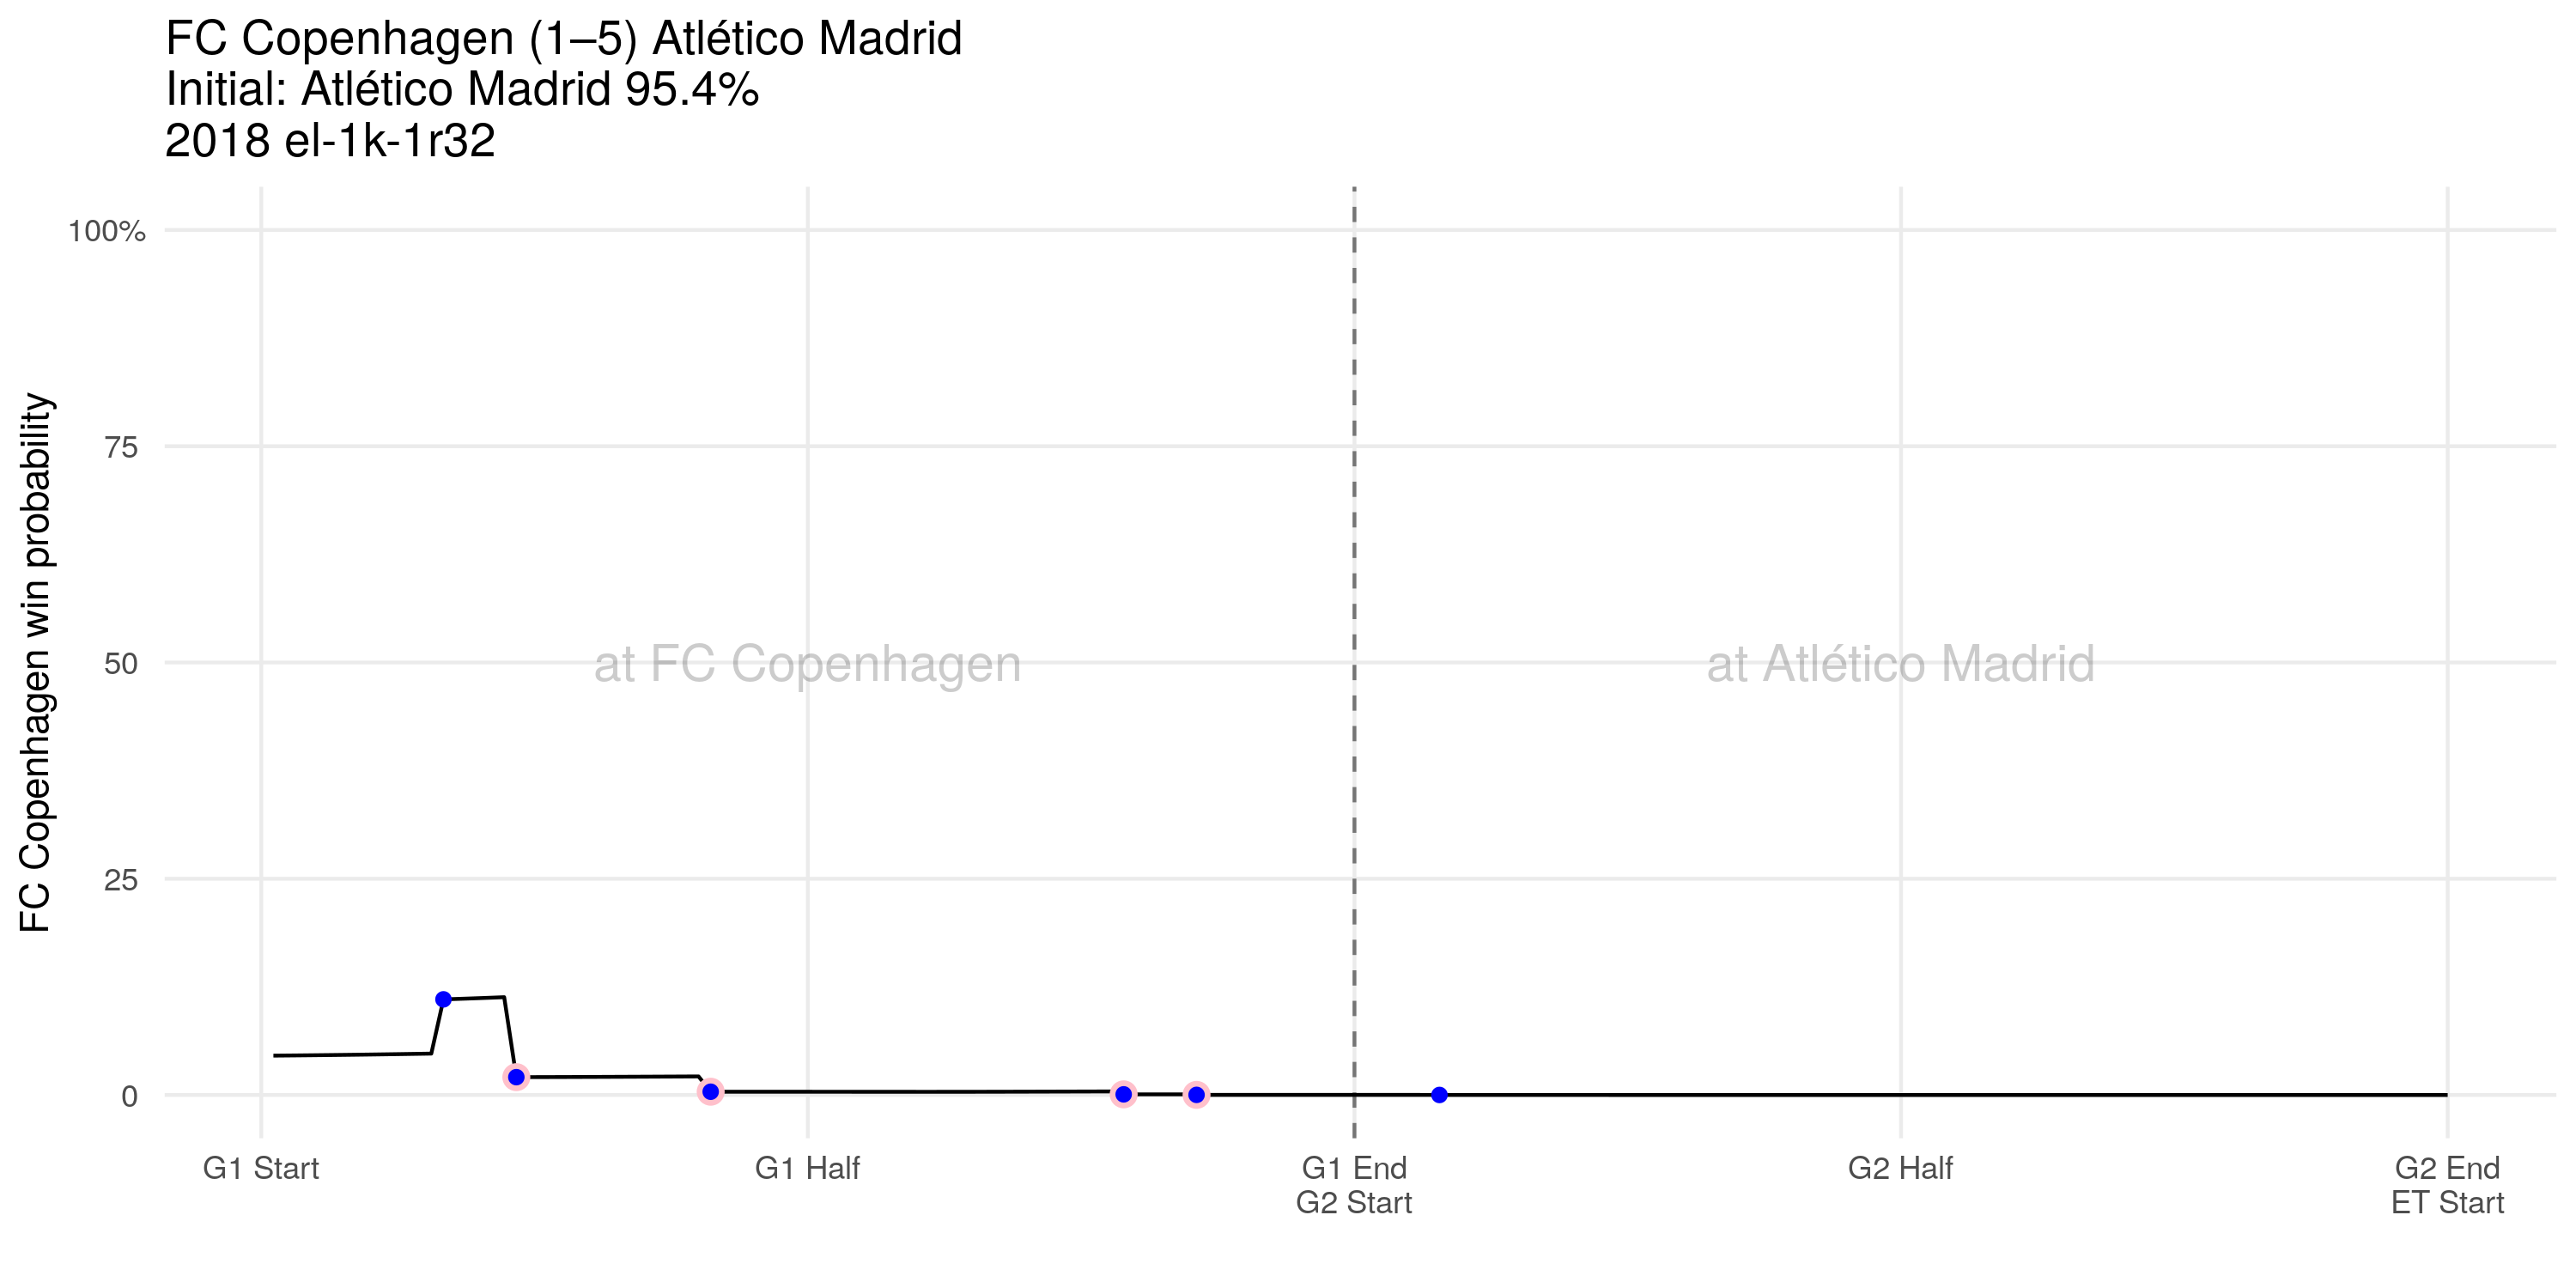 FC Copenhagen (1–5) Atlético Madrid
Initial: Atlético Madrid 95.4%
2018 el-1k-1r32
FC Copenhagen win probability
100%
75
50
25
0
at FC Copenhagen
at Atlético Madrid
G1 Start
G1 Half
G1 End
G2 Start
G2 Half
G2 End
ET Start